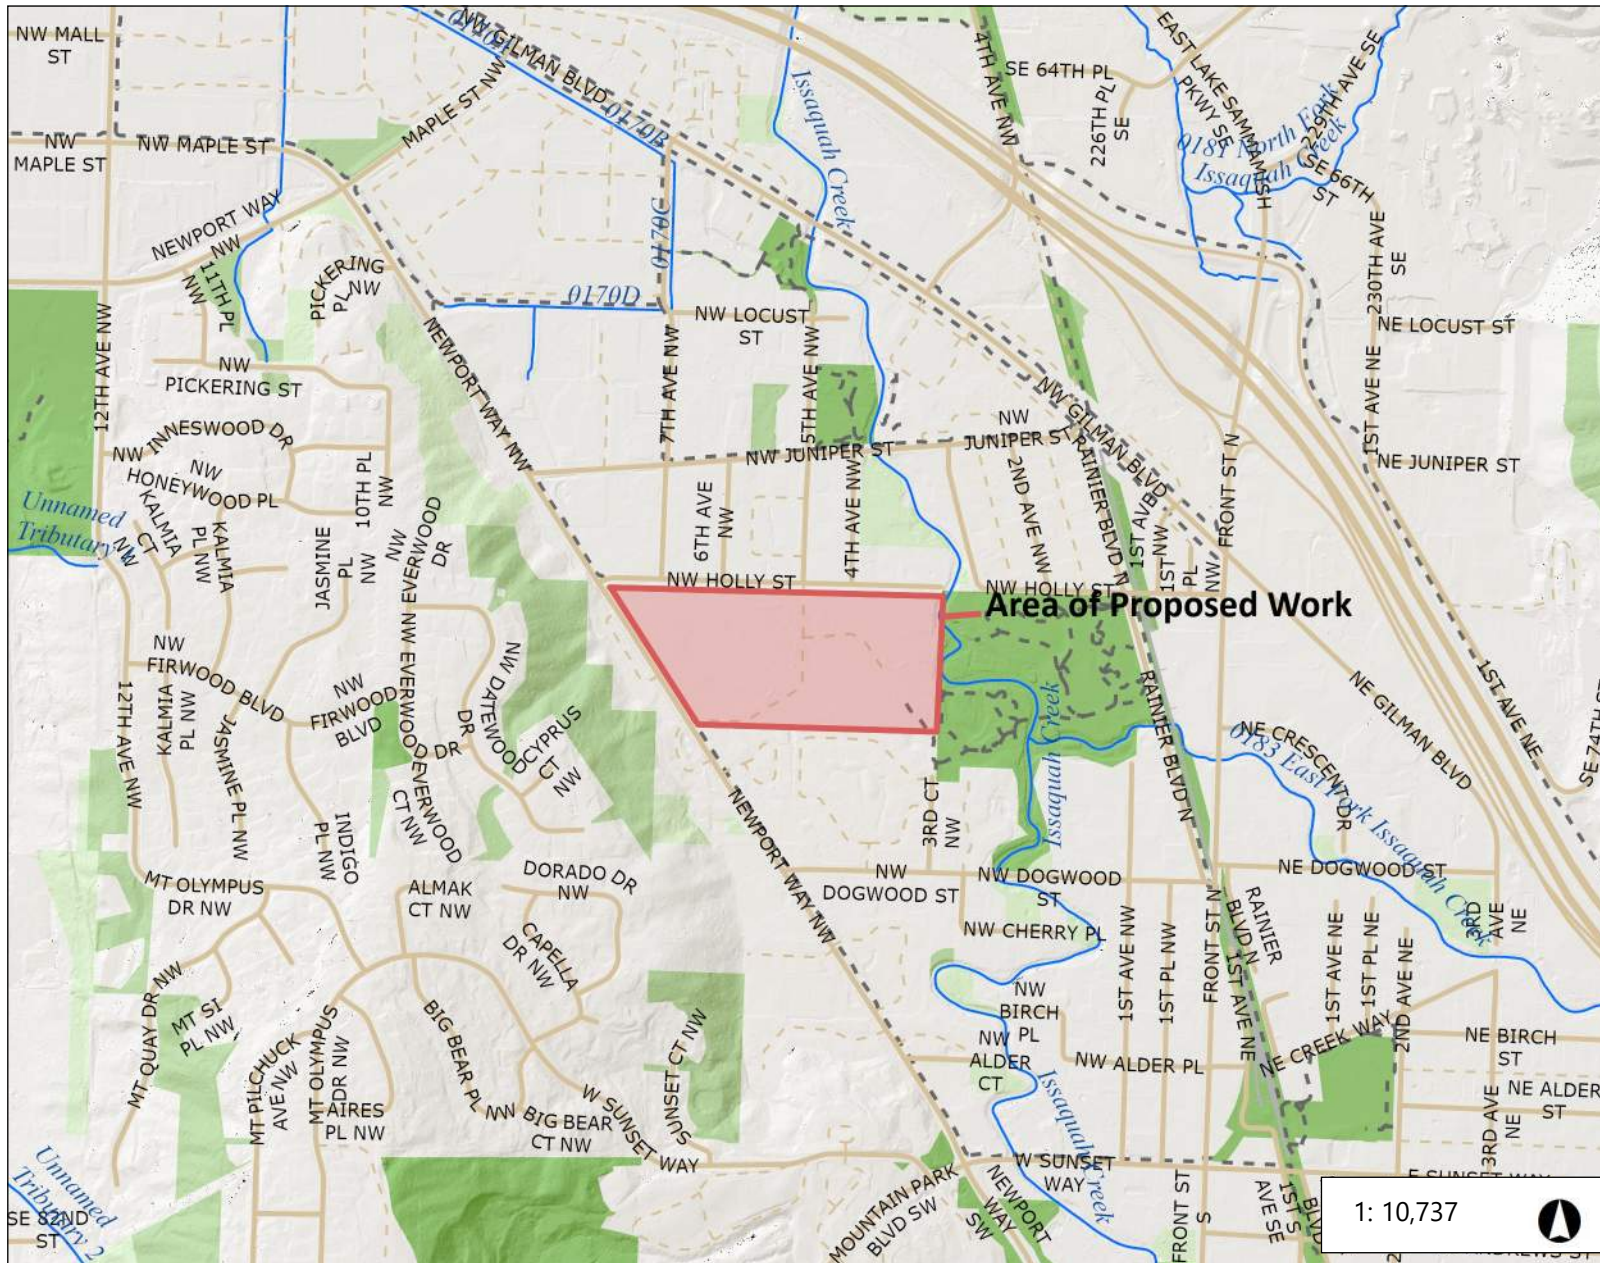 NW MALL
ST
NW GILMAN BLVD
0170B
4TH AVE NW
SE 64TH PL
226TH PL
SE
EAST LAKE SAMMAMISH
PKWY SE
229TH AVE SE
0181 North Fork
Issaquah Creek
SE 66TH
ST
NW
MAPLE ST
NW MAPLE ST
MAPLE ST NW
Issaquah Creek
NEWPORT WAY
NW
11TH PL
NW
PICKERING
PL
NW
0170C
0170D
NW LOCUST
ST
230TH AVE
SE
NE LOCUST ST
12TH AVE NW
NW
PICKERING ST
NEWPORT WAY NW
7TH AVE NW
5TH AVE NW
1ST AVE NE
NW INNESWOOD DR
NW
HONEYWOOD PL
10TH PL
NW
NW JUNIPER ST
NW
JUNIPER ST
NW GILMAN BLVD
NE JUNIPER ST
Unnamed
Tributary
NW
KALMIA
CT
KALMIA
PL NW
JASMINE
PL
NW
NW
EVERWOOD
DR
6TH AVE
NW
4TH AVE NW
2ND AVE NW
RAINIER BLVD N
1ST AVE
NW
1ST
PL
NW
FRONT ST N
NW HOLLY ST
NW HOLLY ST
Area of Proposed Work
NW
FIRWOOD BLVD
12TH AVE NW
KALMIA
PL NW
JASMINE PL NW
NW
FIRWOOD
BLVD
NW EVERWOOD DR
NW DATEWOOD
DR
CYPRUS
CT
NW
EVERWOOD
CT NW
INDIGO
PL NW
Issaquah Creek
RAINIER BLVD N
NE CRESCENT
DR
0183 East Fork Issaquah Creek
NE GILMAN BLVD
1ST AVE NE
SE 74TH ST
NEWPORT WAY NW
3RD CT
NW
MT OLYMPUS
DR NW
ALMAK
CT NW
DORADO DR
NW
NW
DOGWOOD ST
NW DOGWOOD
ST
NE DOGWOOD ST
NW CHERRY PL
CAPELLA
DR NW
1ST AVE NW
1ST PL NW
FRONT ST N
RAINIER
BLVD N
1ST AVE NE
1ST AVE NE
1ST PL NE
2ND AVE NE
3RD
AVE
NE
MT QUAY DR NW
MT SI
PL NW
MT PILCHUCK
AVE NW
MT OLYMPUS
DR NW
BIG BEAR PL
NW
SUNSET CT NW
NW
BIRCH
PL
NW
ALDER
CT
NW ALDER PL
NE CREEK WAY
NE BIRCH
ST
NE ALDER
ST
3RD AVE
NE
AIRES
PL NW
BIG BEAR
CT NW
W SUNSET
WAY
Issaquah Creek
W SUNSET
WAY
Unnamed
Tributary 2
SE 82ND
ST
MOUNTAIN PARK
BLVD SW
NEWPORT
WAY
SW
FRONT ST
S
1ST
AVE SE
1ST S
BLVD
1: 10,737